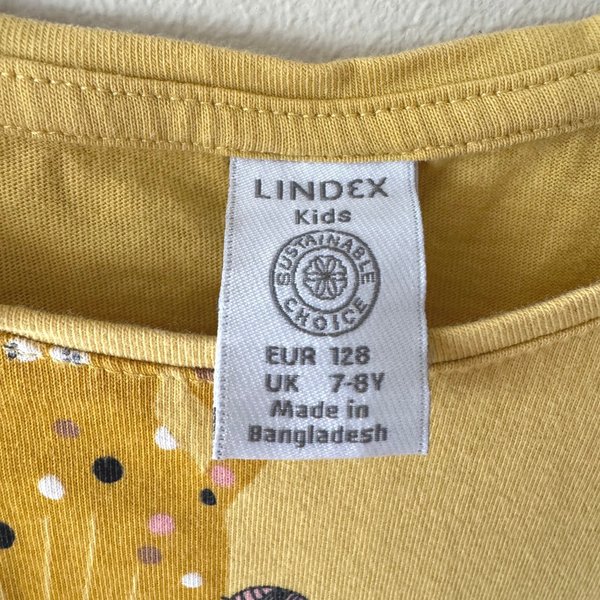 LINDEX
Kids
SUSTAINABLE
CHOICE
EUR 128
UK 7-8Y
Made in
Bangladesh